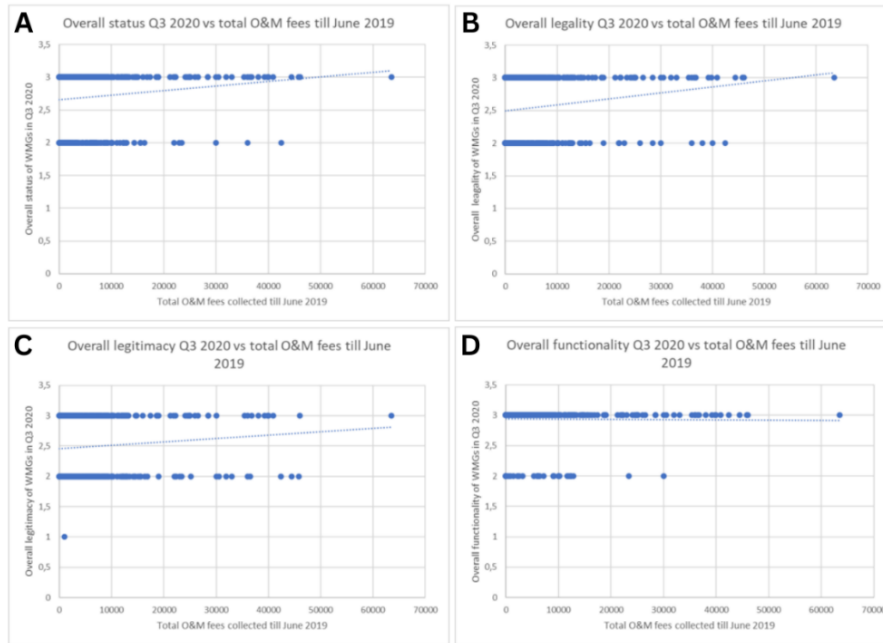 A
Overall status Q3 2020 vs total O&M fees till June 2019
Overall status of WMGs in Q3 2020
3,5
3
2,5
2
1,5
1
0,5
0
0 10000 20000 30000 40000 50000 60000 70000
Total O&M fees collected till June 2019
B
Overall legality Q3 2020 vs total O&M fees till June 2019
Overall leagality of WMGs in Q3 2020
3,5
3
2,5
2
1,5
1
0,5
0
0 10000 20000 30000 40000 50000 60000 70000
Total O&M fees collected till June 2019
C
Overall legitimacy Q3 2020 vs total O&M fees till June
2019
Overall legitimacy of WMGs in Q3 2020
3,5
3
2,5
2
1,5
1
0,5
0
0 10000 20000 30000 40000 50000 60000 70000
Total O&M fees collected till June 2019
D
Overall functionality Q3 2020 vs total O&M fees till June
2019
Overall functionality of WMGs in Q3 2020
3,5
3
2,5
2
1,5
1
0,5
0
0 10000 20000 30000 40000 50000 60000 70000
Total O&M fees collected till June 2019